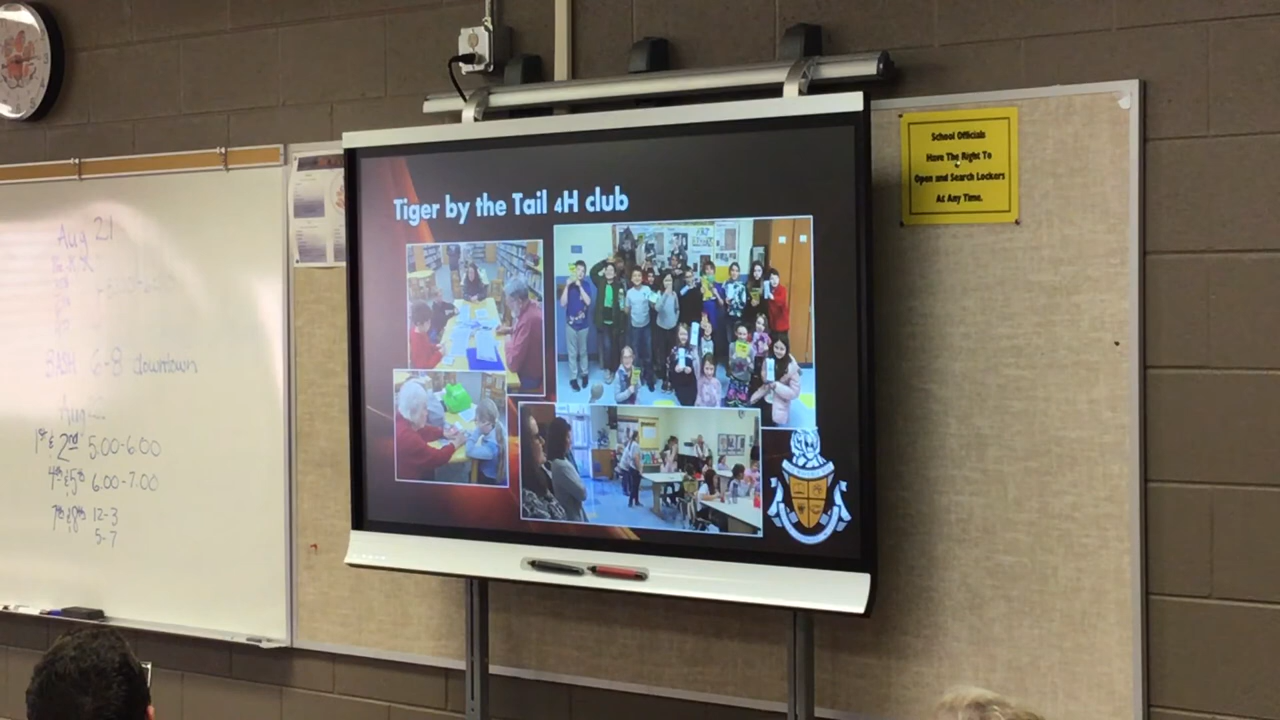 Aug 21
BASH 6-8 downtown
Aug 22
1st & 2nd 5:00-6:00
4th & 5th 6:00-7:00
7th & 8th 12-3
5-7
Tiger by the Tail 4H club
School Officials
Have The Right To
Open and Search Lockers
At Any Time.